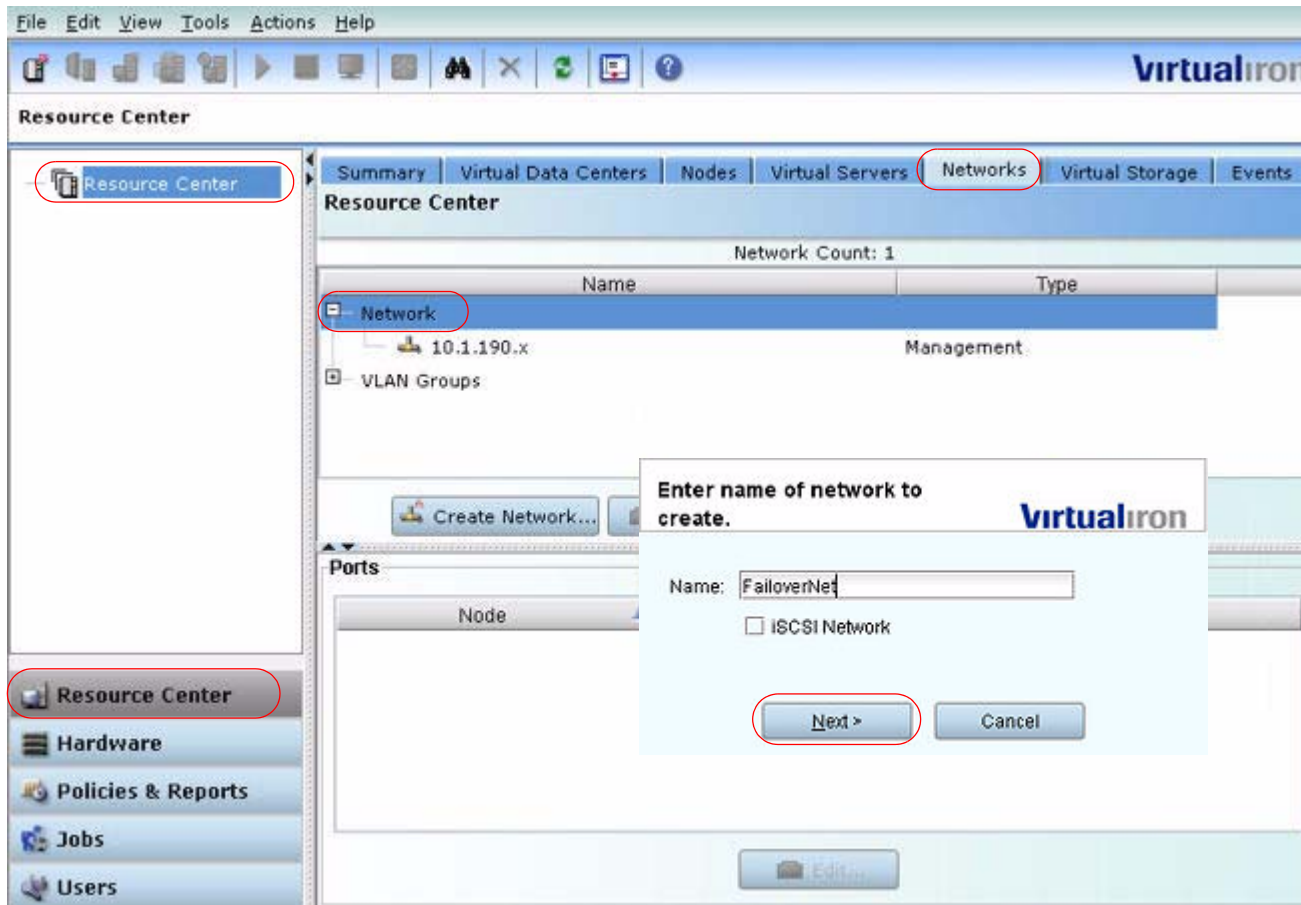 File Edit View Tools Actions Help
Virtualiron
Resource Center
Resource Center
Summary Virtual Data Centers Nodes Virtual Servers Networks Virtual Storage Events
Resource Center
Network Count: 1
Name Type
Network
10.1.190.x Management
VLAN Groups
Create Network...
Enter name of network to
create.
Virtualiron
Name: FailoverNet
iSCSI Network
Next > Cancel
Ports
Node
Edit...
Resource Center
Hardware
Policies & Reports
Jobs
Users